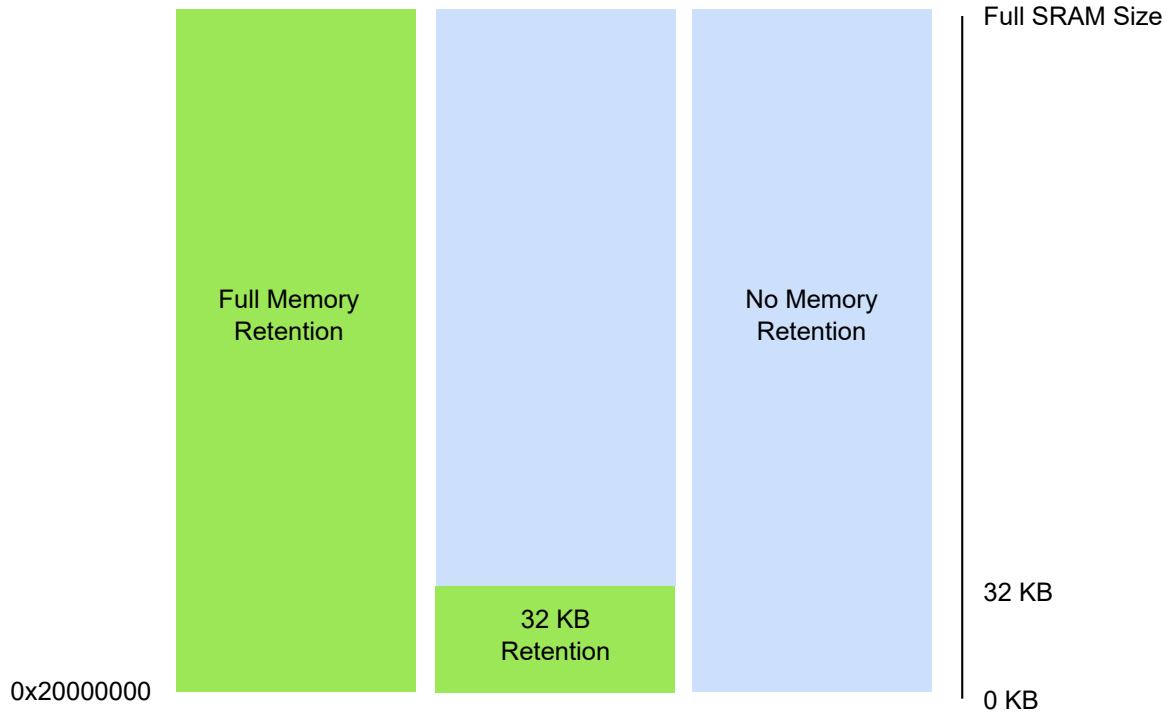 Full SRAM Size
Full Memory
Retention
No Memory
Retention
32 KB
32 KB
Retention
0x20000000
0 KB